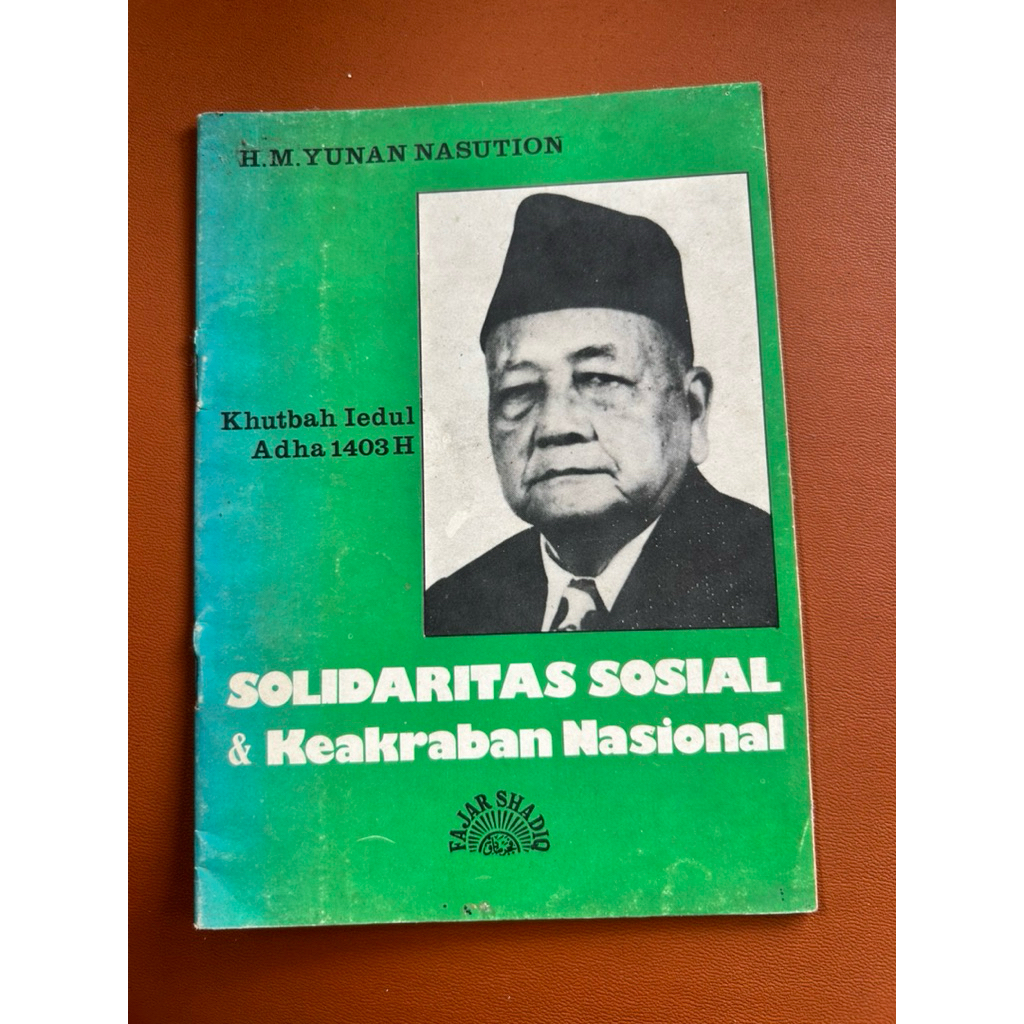 H.M. YUNAN NASUTION
Khutbah Iedul
Adha 1403 H
SOLIDARITAS SOSIAL
& Keakraban Nasional
FAJAR SHADIQ